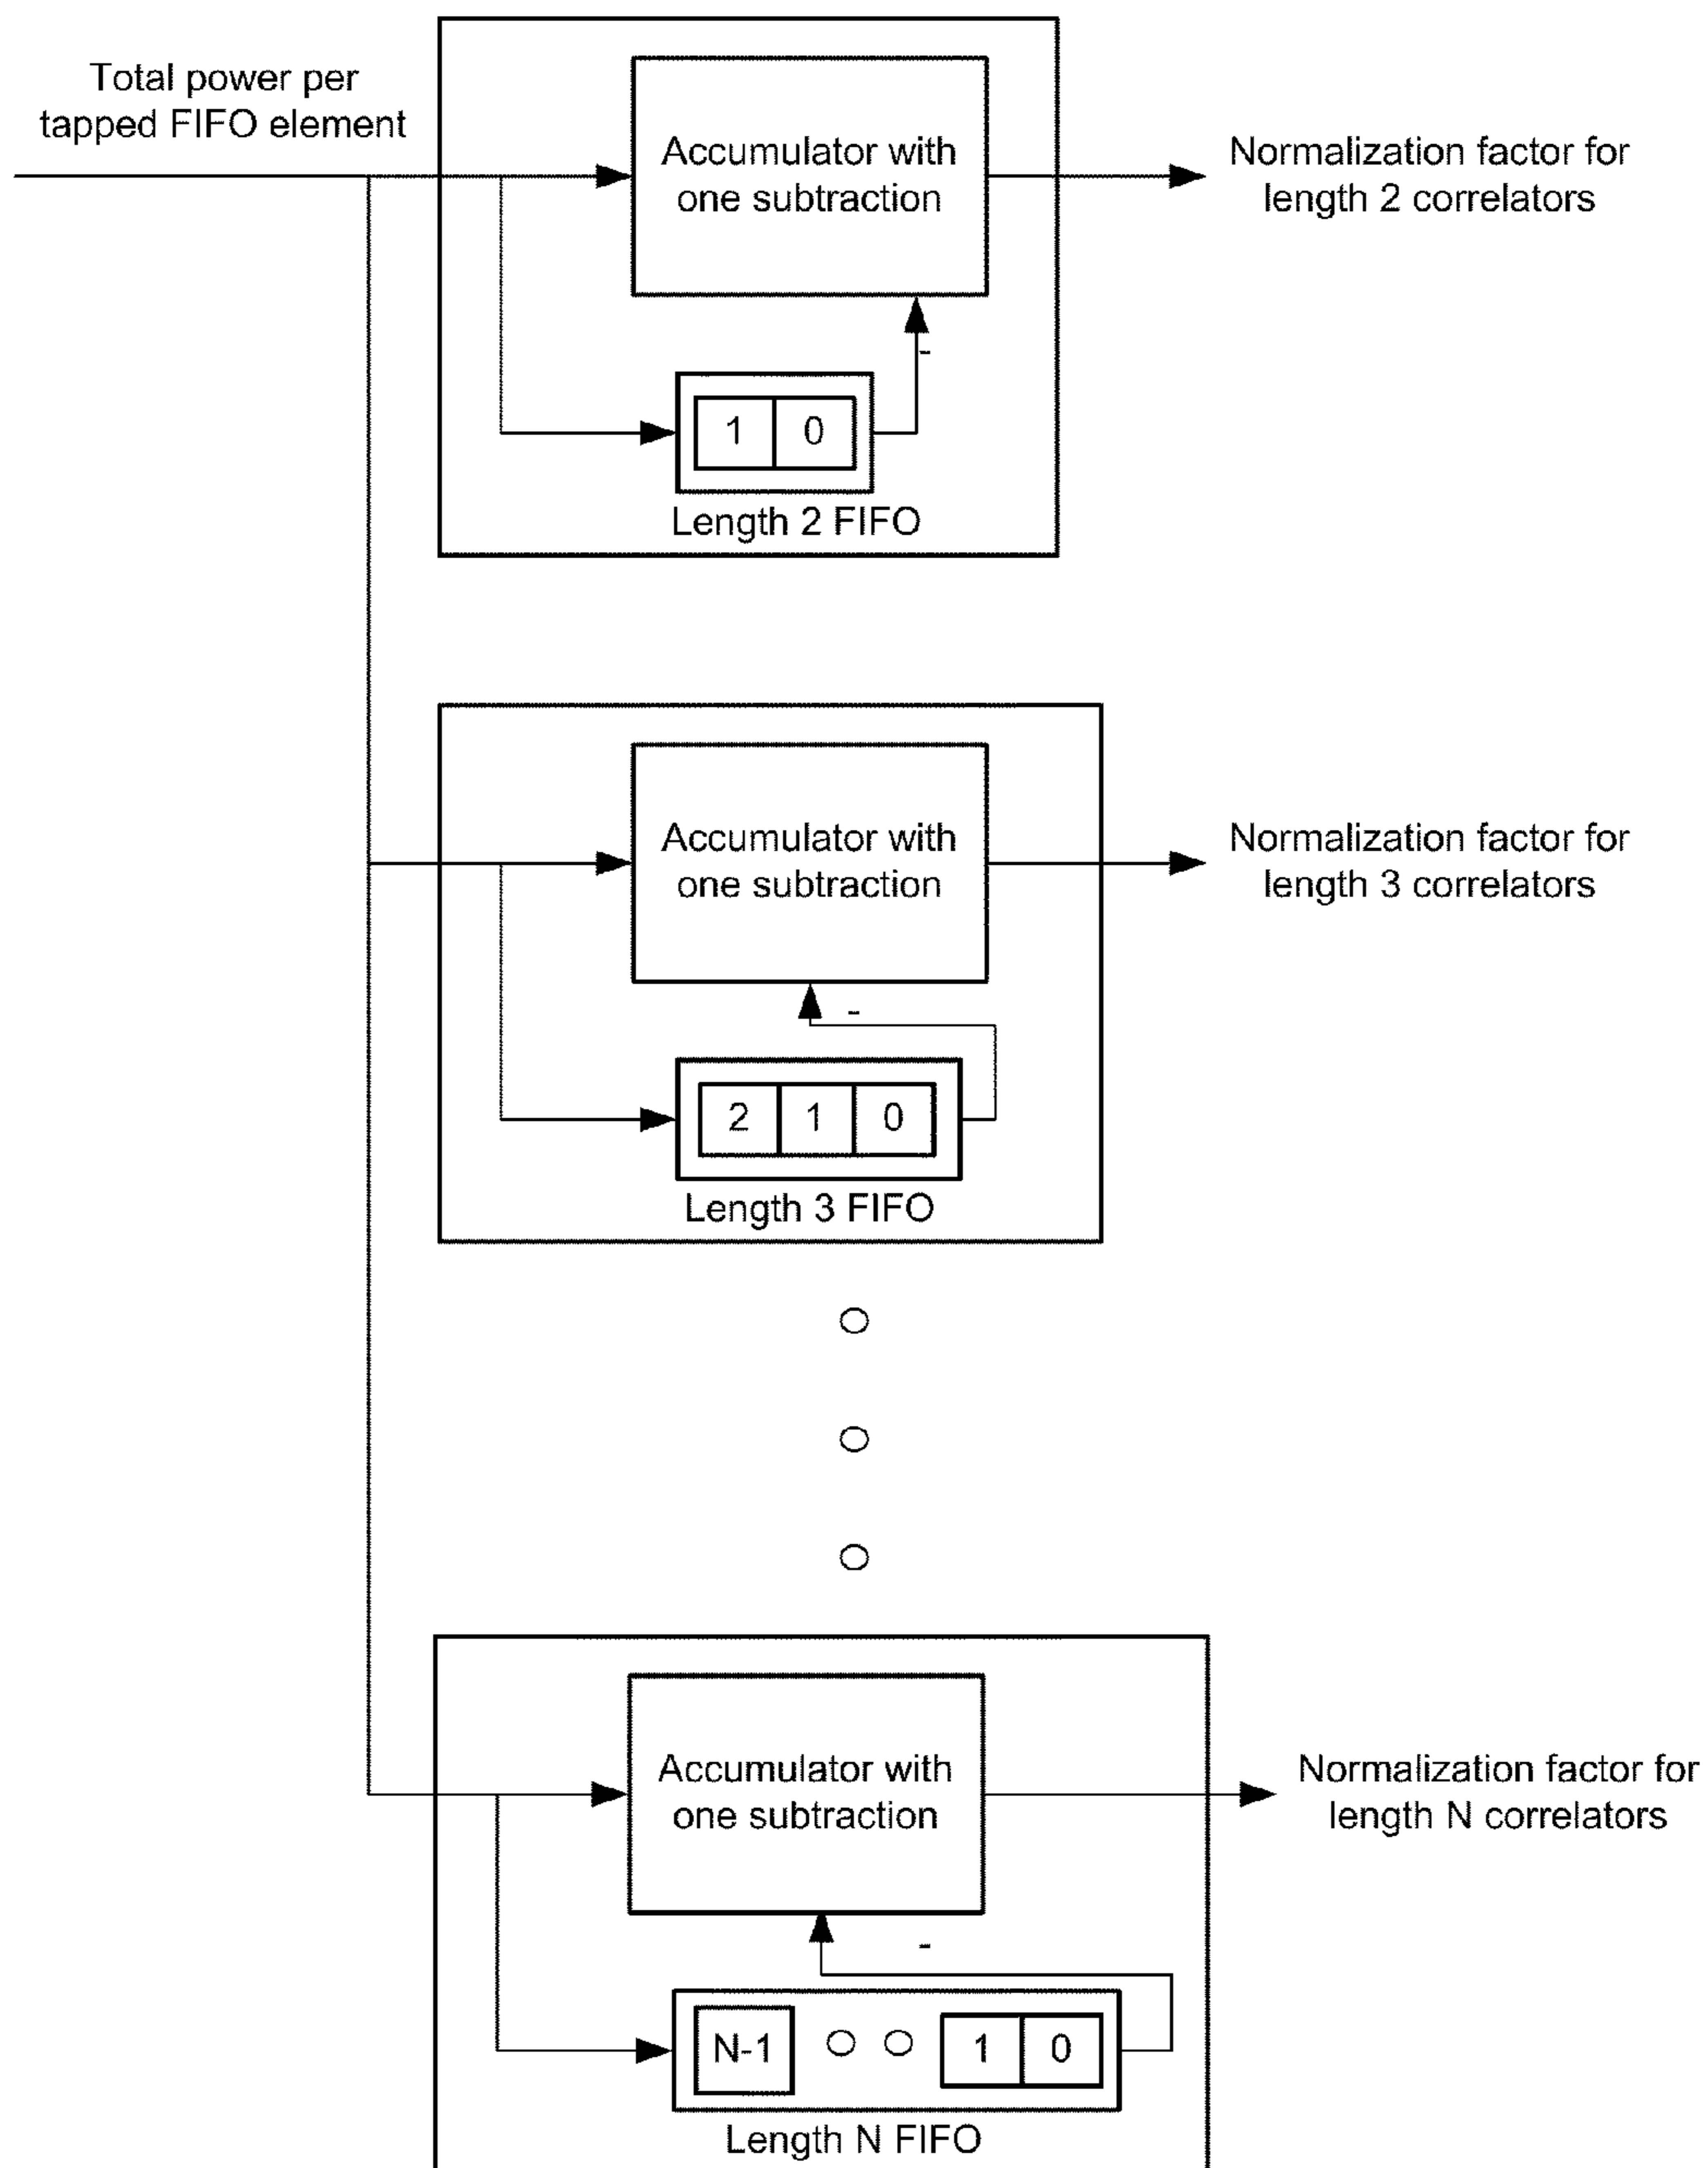 Total power per
tapped FIFO element
Accumulator with
one subtraction
Normalization factor for
length 2 correlators
-
1 0
Length 2 FIFO
Accumulator with
one subtraction
Normalization factor for
length 3 correlators
-
2 1 0
Length 3 FIFO
Accumulator with
one subtraction
Normalization factor for
length N correlators
-
N-1 1 0
Length N FIFO